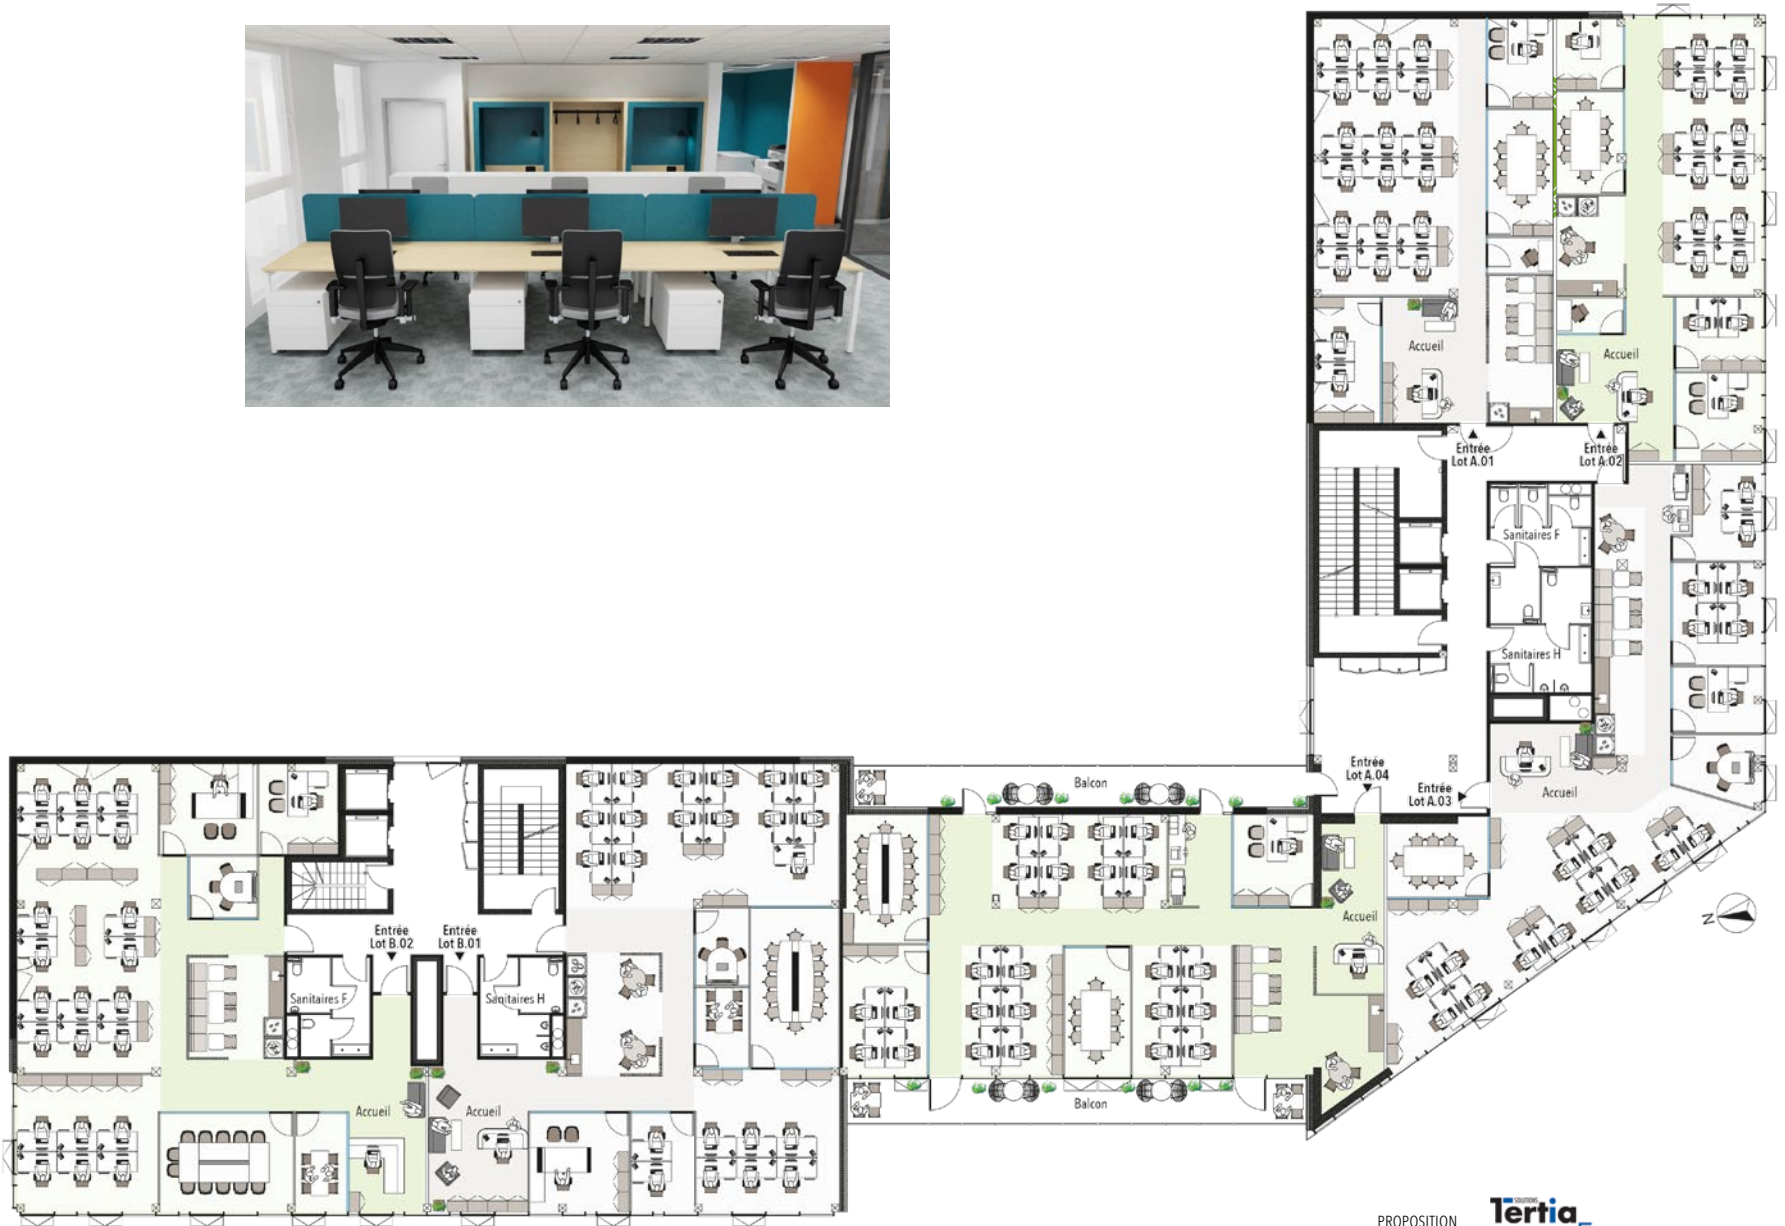 Accueil
Accueil
Entrée
Lot A.01
Entrée
Lot A.02
Sanitaires F
Sanitaires H
Entrée
Lot A.04
Entrée
Lot A.03
Accueil
Balcon
Accueil
N
Entrée
Lot B.02
Entrée
Lot B.01
Sanitaires F
Sanitaires H
Accueil
Accueil
Balcon
PROPOSITION
SOLUTIONS
Tertia